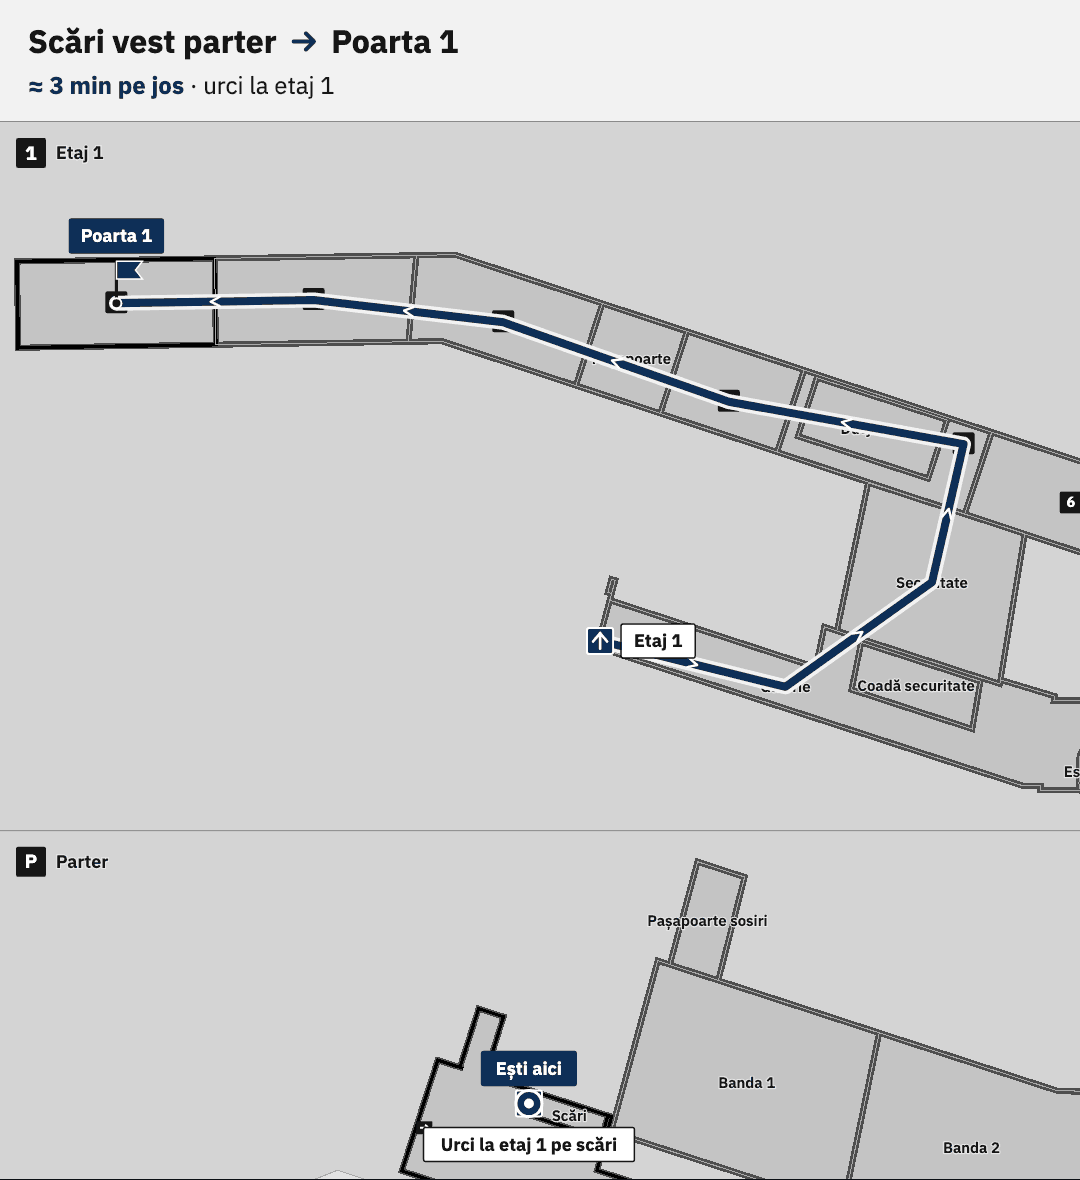 Scări vest parter → Poarta 1
≈ 3 min pe jos · urci la etaj 1
1 Etaj 1
Poarta 1
6
Etaj 1
Coadă securitate
P Parter
Pașapoarte sosiri
Banda 1
Ești aici
Scări
Urci la etaj 1 pe scări
Banda 2